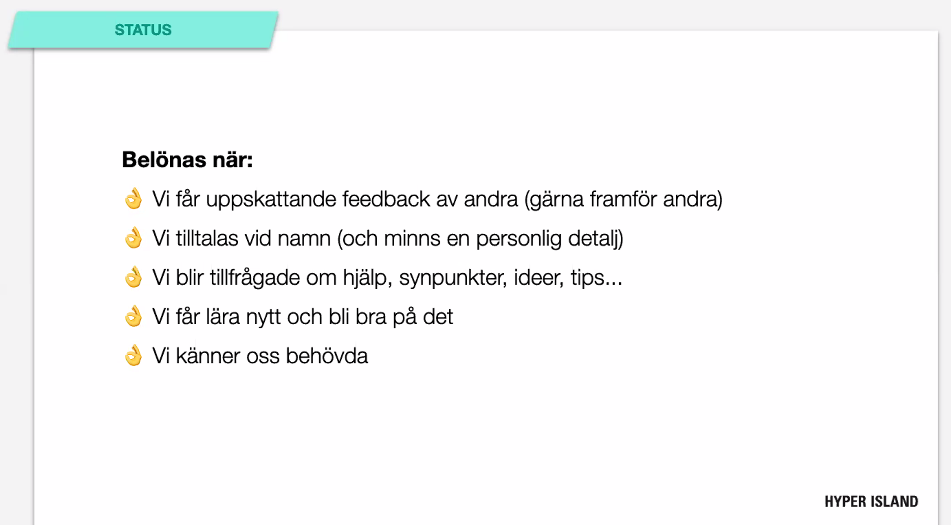 STATUS
Belönas när:
👌 Vi får uppskattande feedback av andra (gärna framför andra)
👌 Vi tilltalas vid namn (och minns en personlig detalj)
👌 Vi blir tillfrågade om hjälp, synpunkter, ideer, tips...
👌 Vi får lära nytt och bli bra på det
👌 Vi känner oss behövda
HYPER ISLAND